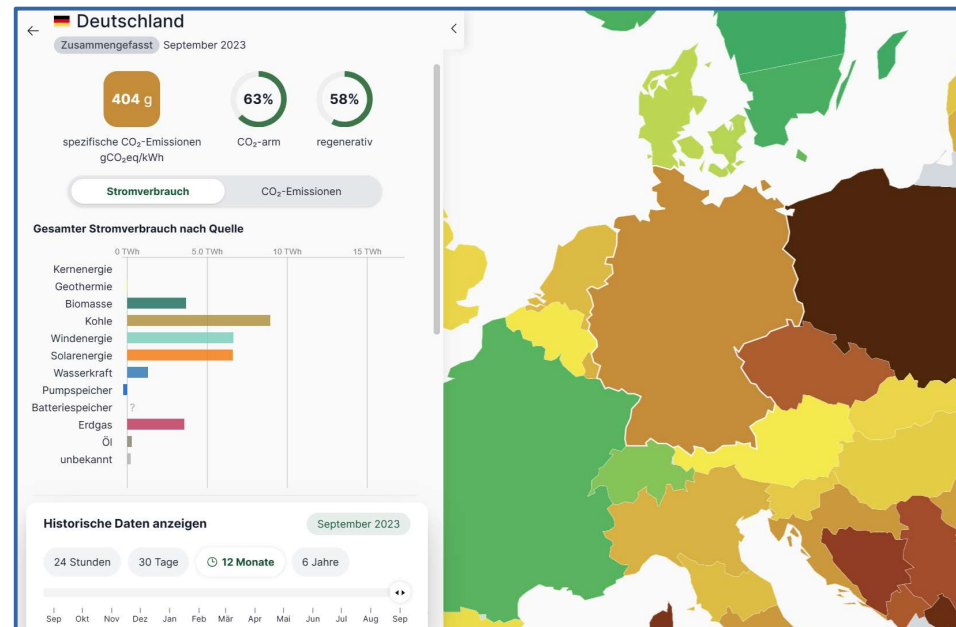 Deutschland
Zusammengefasst September 2023
404 g
63%
58%
spezifische CO₂-Emissionen
gCO₂eq/kWh
CO₂-arm
regenerativ
Stromverbrauch
CO₂-Emissionen
Gesamter Stromverbrauch nach Quelle
0 TWh 5.0 TWh 10 TWh 15 TWh
Kernenergie
Geothermie
Biomasse
Kohle
Windenergie
Solarenergie
Wasserkraft
Pumpspeicher
Batteriespeicher ?
Erdgas
Öl
unbekannt
Historische Daten anzeigen
September 2023
24 Stunden 30 Tage 12 Monate 6 Jahre
Sep Okt Nov Dez Jan Feb Mär Apr Mai Jun Jul Aug Sep